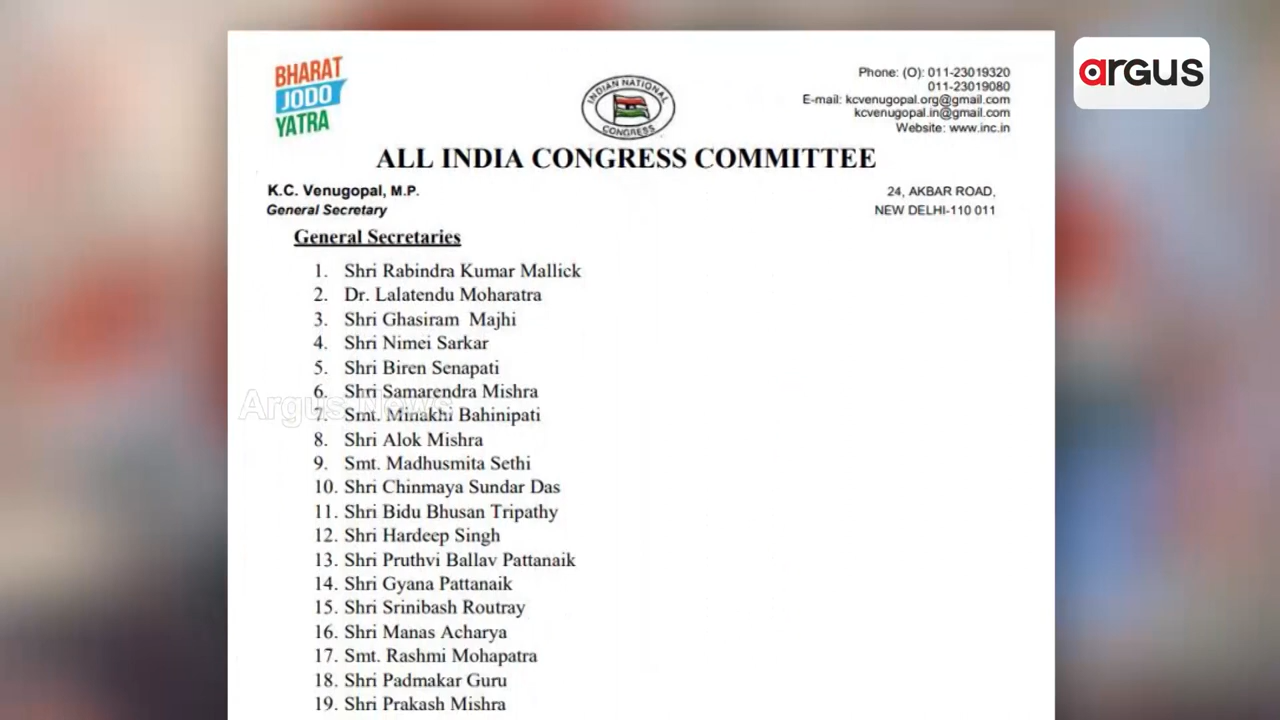 BHARAT
JODO
YATRA
INDIAN NATIONAL
CONGRESS
Phone: (O): 011-23019320
011-23019080
E-mail: kcvenugopal.org@gmail.com
kcvenugopal.in@gmail.com
Website: www.inc.in
argus
ALL INDIA CONGRESS COMMITTEE
K.C. Venugopal, M.P.
General Secretary
24, AKBAR ROAD,
NEW DELHI-110 011
General Secretaries
1. Shri Rabindra Kumar Mallick
2. Dr. Lalatendu Moharatra
3. Shri Ghasiram Majhi
4. Shri Nimei Sarkar
5. Shri Biren Senapati
6. Shri Samarendra Mishra
Argus News
7. Smt. Minakhi Bahinipati
8. Shri Alok Mishra
9. Smt. Madhusmita Sethi
10. Shri Chinmaya Sundar Das
11. Shri Bidu Bhusan Tripathy
12. Shri Hardeep Singh
13. Shri Pruthvi Ballav Pattanaik
14. Shri Gyana Pattanaik
15. Shri Srinibash Routray
16. Shri Manas Acharya
17. Smt. Rashmi Mohapatra
18. Shri Padmakar Guru
19. Shri Prakash Mishra